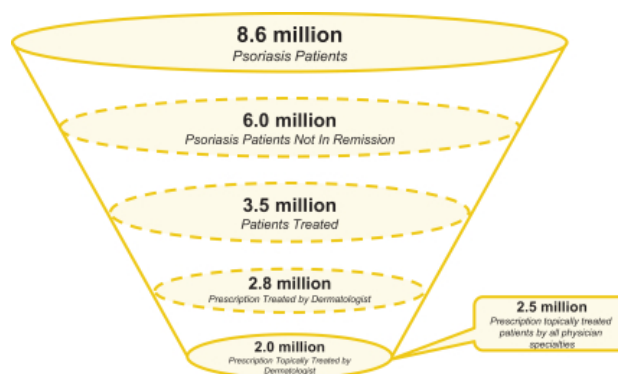 8.6 million
Psoriasis Patients
6.0 million
Psoriasis Patients Not In Remission
3.5 million
Patients Treated
2.8 million
Prescription Treated by Dermatologist
2.0 million
Prescription Topically Treated by
Dermatologist
2.5 million
Prescription topically treated
patients by all physician
specialties